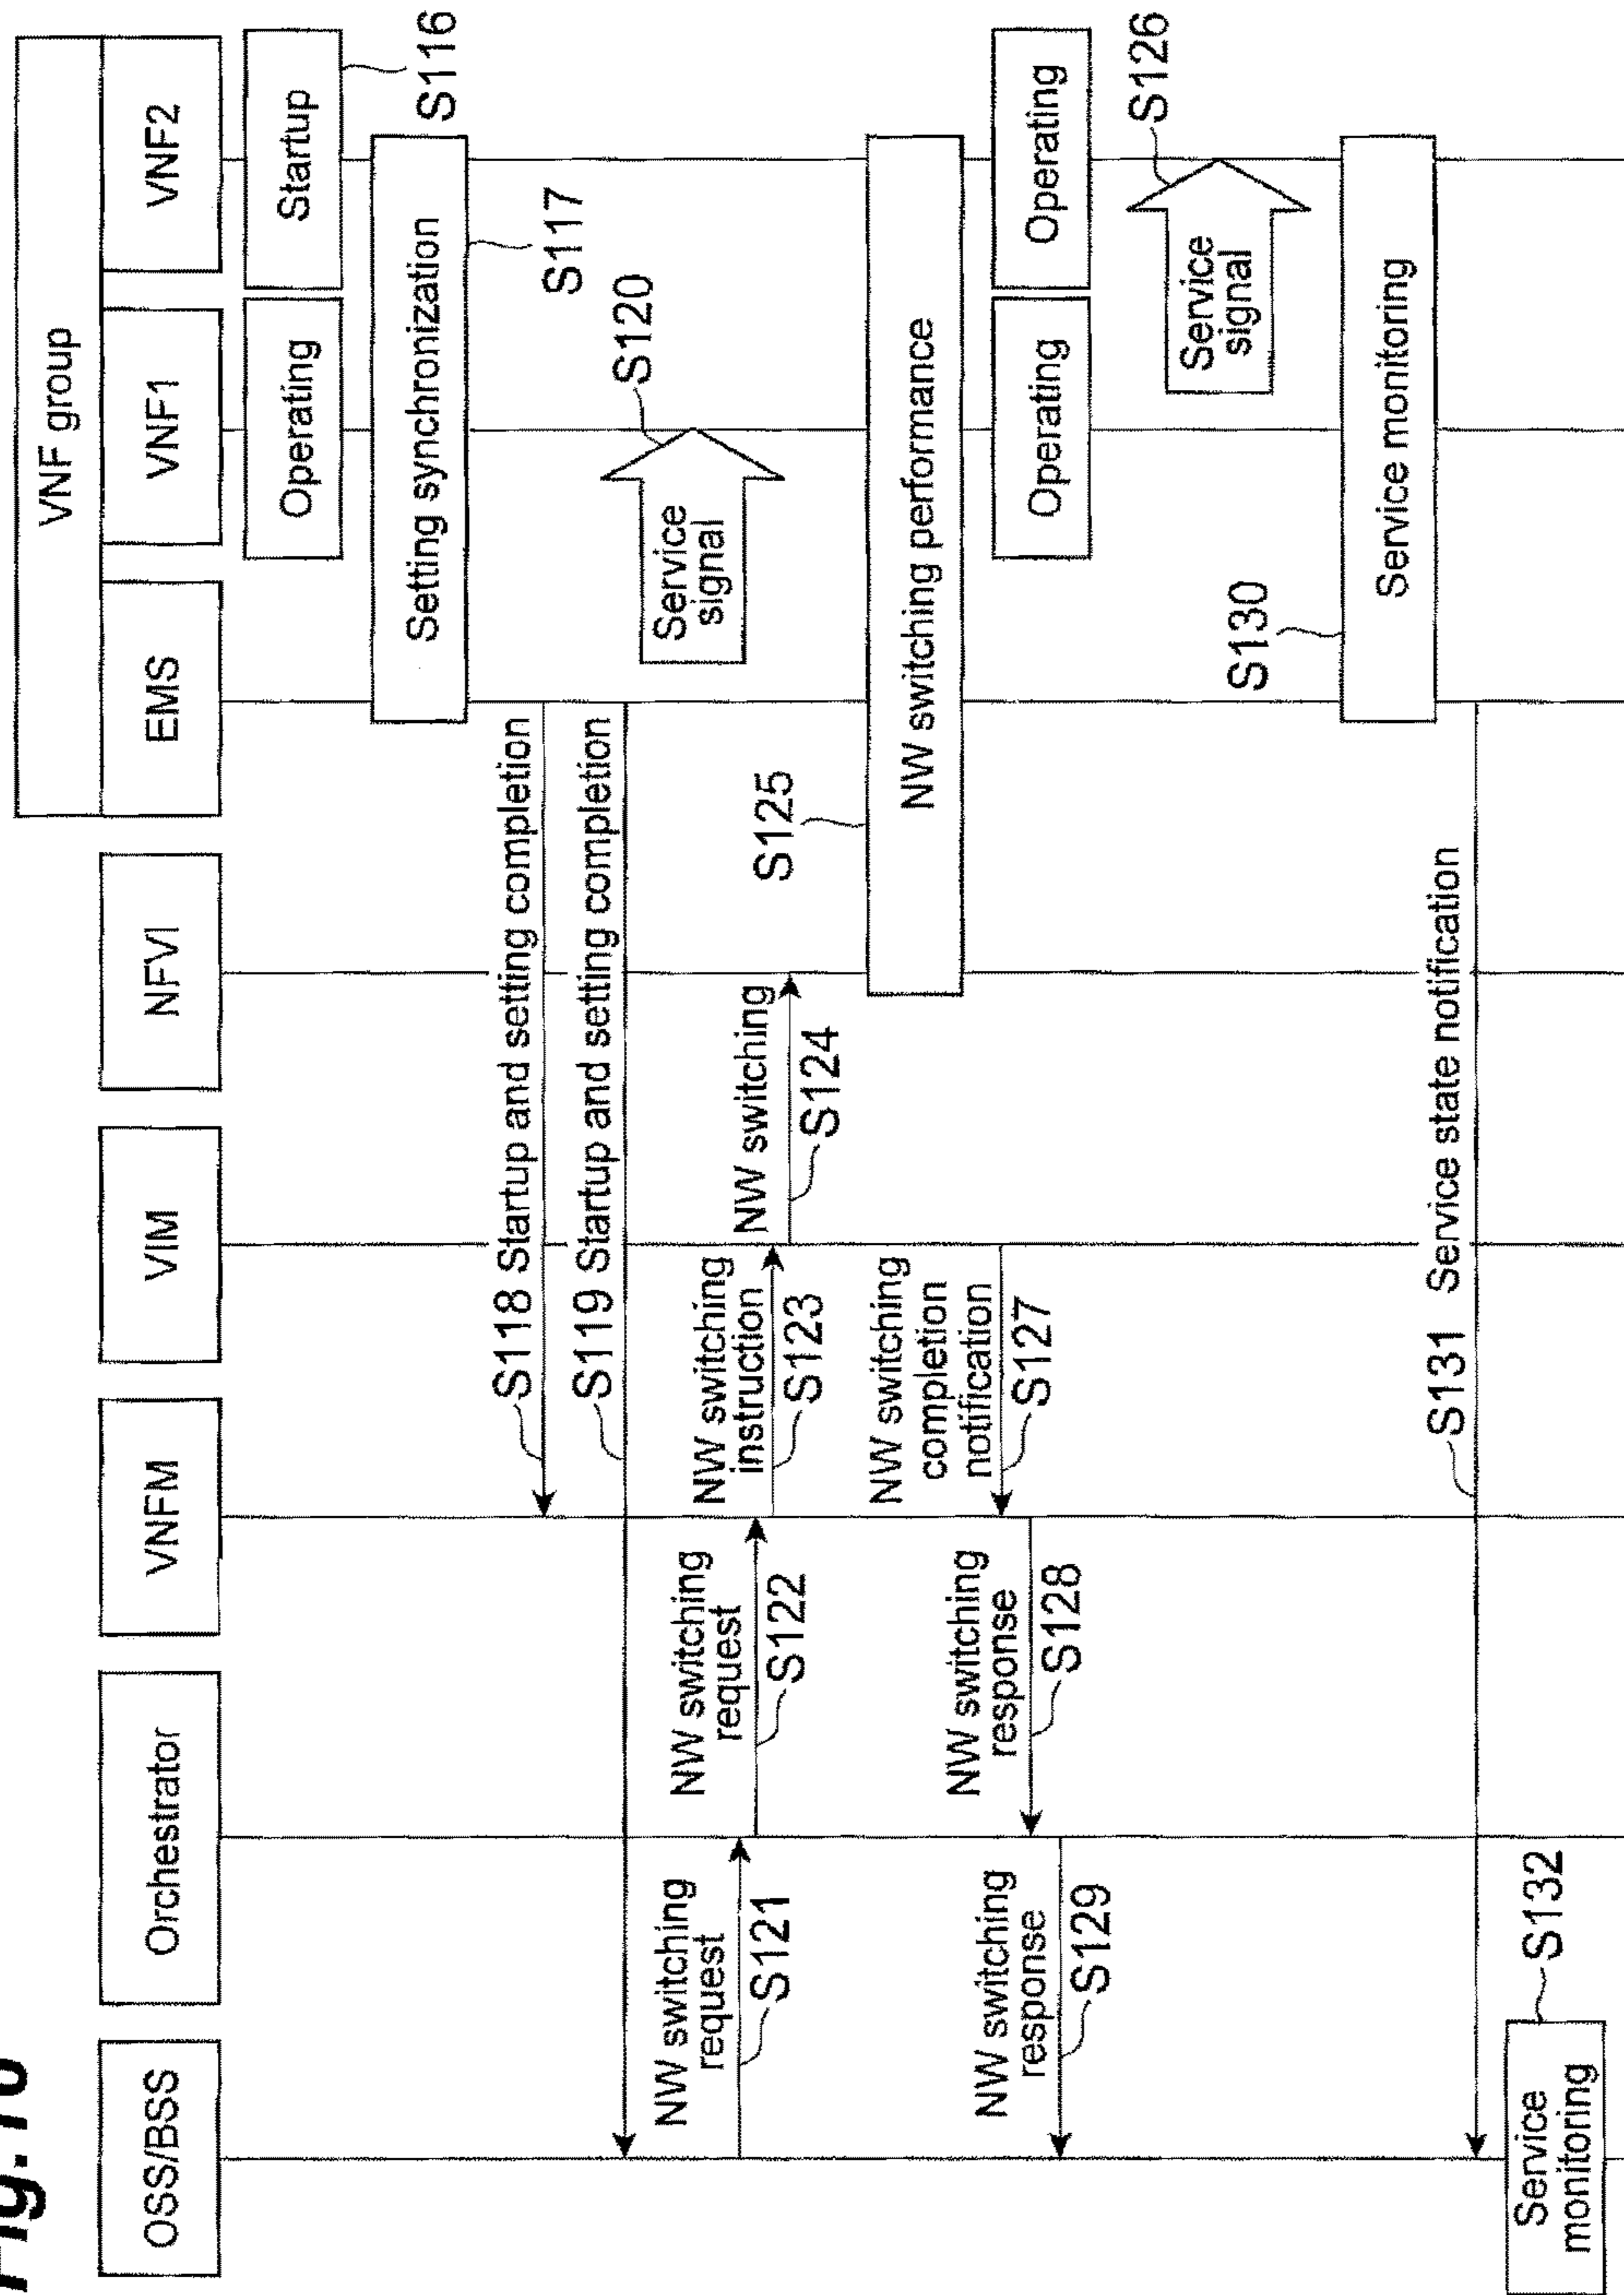 VNF group
OSS/BSS
Orchestrator
VNFM
VIM
NFVI
EMS
VNF1
VNF2
Operating
Startup
S116
Setting synchronization
S117
S118 Startup and setting completion
S119 Startup and setting completion
Service
signal
S120
NW switching
request
S121
NW switching
request
S122
NW switching
instruction
S123
NW switching
S124
S125
NW switching performance
Operating
Operating
Service
signal
S126
NW switching
completion
notification
S127
NW switching
response
S128
NW switching
response
S129
S130
Service monitoring
S131 Service state notification
Service
monitoring
S132